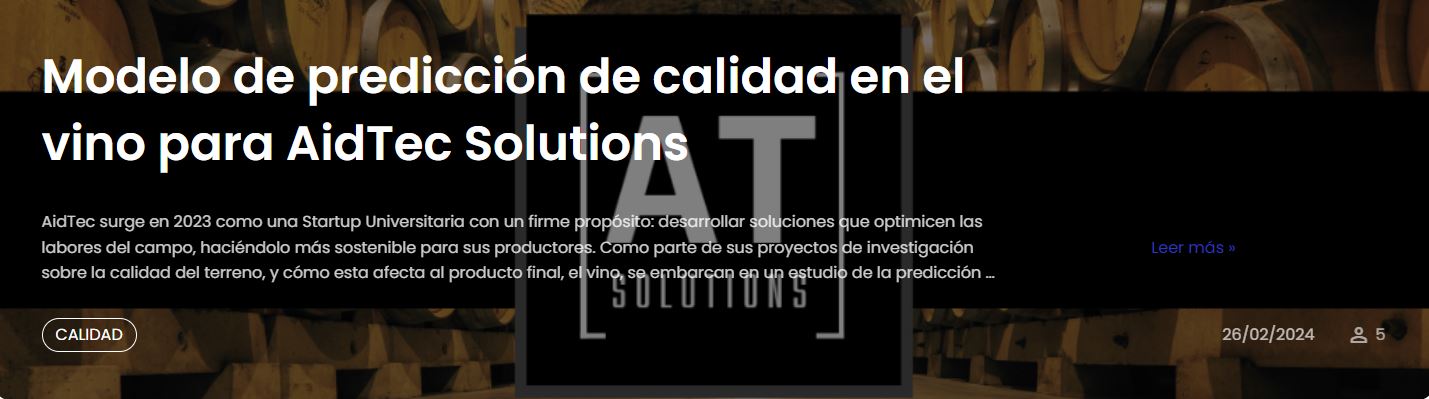 Modelo de predicción de calidad en el
vino para AidTec Solutions
AidTec surge en 2023 como una Startup Universitaria con un firme propósito: desarrollar soluciones que optimicen las
labores del campo, haciéndolo más sostenible para sus productores. Como parte de sus proyectos de investigación
sobre la calidad del terreno, y cómo esta afecta al producto final, el vino, se embarcan en un estudio de la predicción ...
Leer más »
AT
SOLUTIONS
CALIDAD
26/02/2024
5